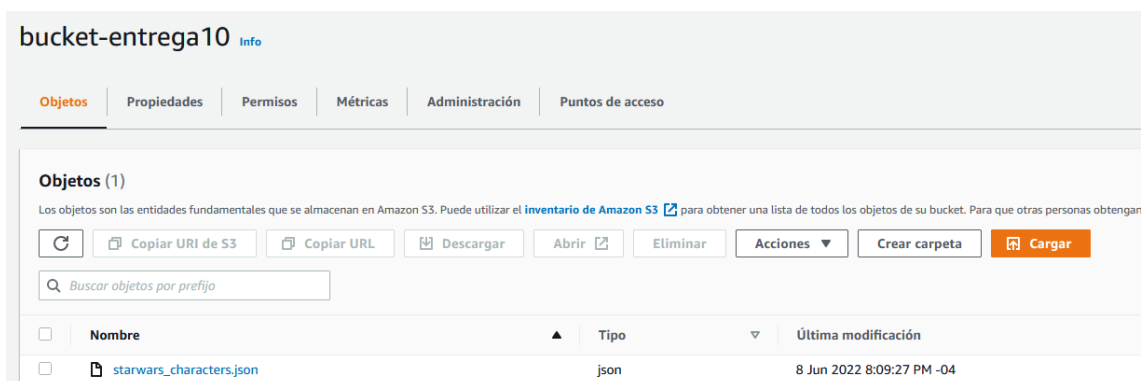 bucket-entrega10 Info
Objetos Propiedades Permisos Métricas Administración Puntos de acceso
Objetos (1)
Los objetos son las entidades fundamentales que se almacenan en Amazon S3. Puede utilizar el inventario de Amazon S3 para obtener una lista de todos los objetos de su bucket. Para que otras personas obtengan
Copiar URI de S3 Copiar URL Descargar Abrir Eliminar Acciones Crear carpeta Cargar
Buscar objetos por prefijo
Nombre Tipo Última modificación
starwars_characters.json json 8 Jun 2022 8:09:27 PM -04